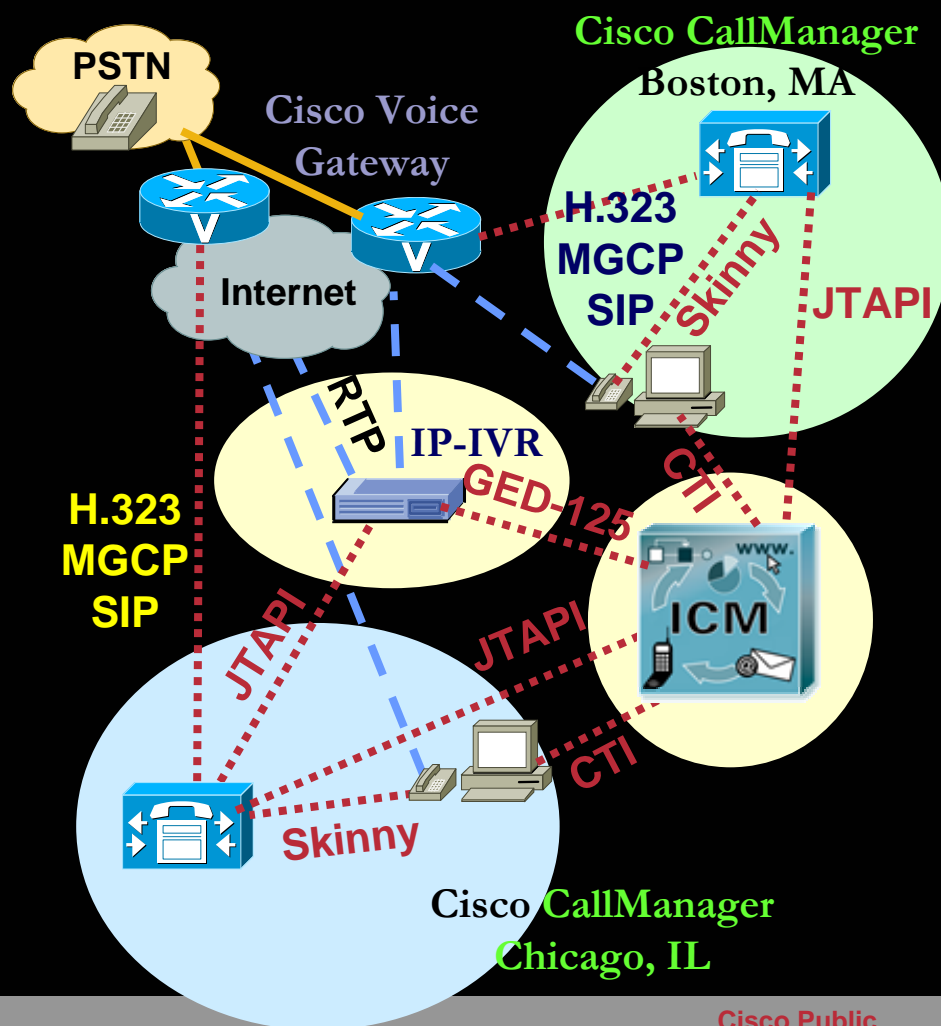 Cisco CallManager
Boston, MA
PSTN
Cisco Voice
Gateway
V
V
Internet
H.323
MGCP
SIP
Skinny
JTAPI
RTP
IP-IVR
GED-125
CTI
H.323
MGCP
SIP
JTAPI
JTAPI
www.
ICM
@
CTI
Skinny
Cisco CallManager
Chicago, IL
Cisco Public